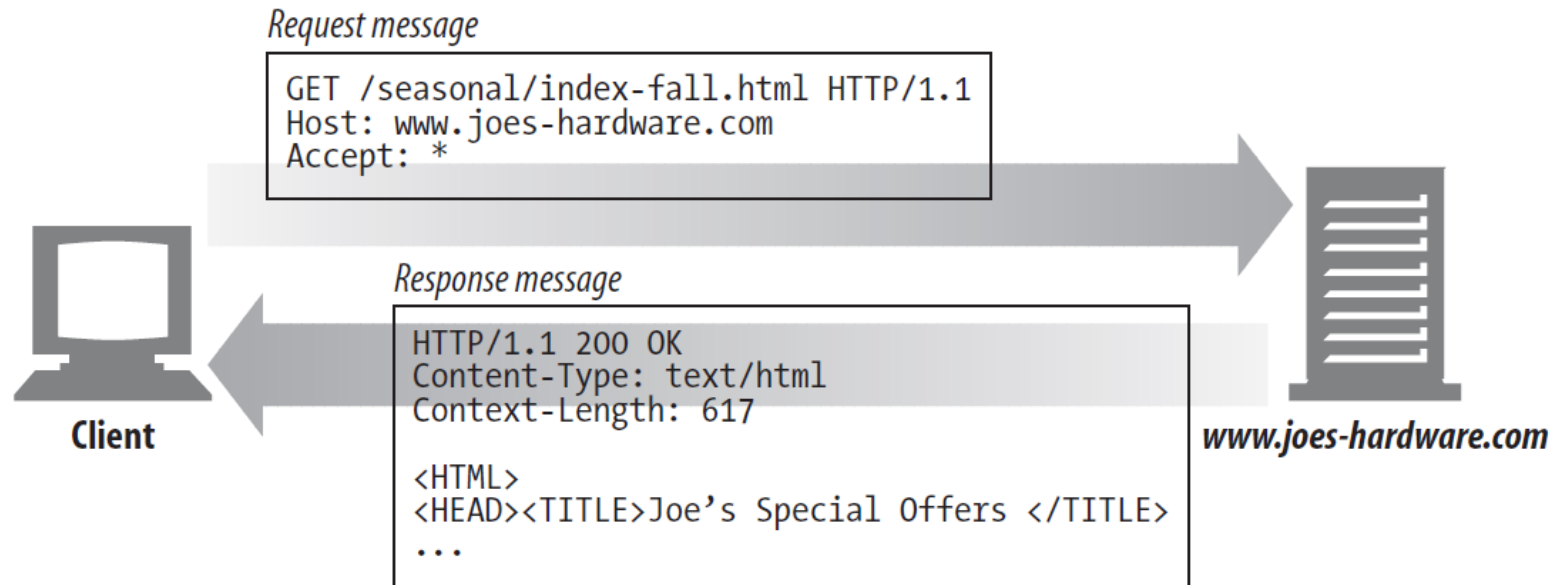 Request message
GET /seasonal/index-fall.html HTTP/1.1
Host: www.joes-hardware.com
Accept: *
Response message
HTTP/1.1 200 OK
Content-Type: text/html
Context-Length: 617
<HTML>
<HEAD><TITLE>Joe’s Special Offers </TITLE>
...
Client
www.joes-hardware.com